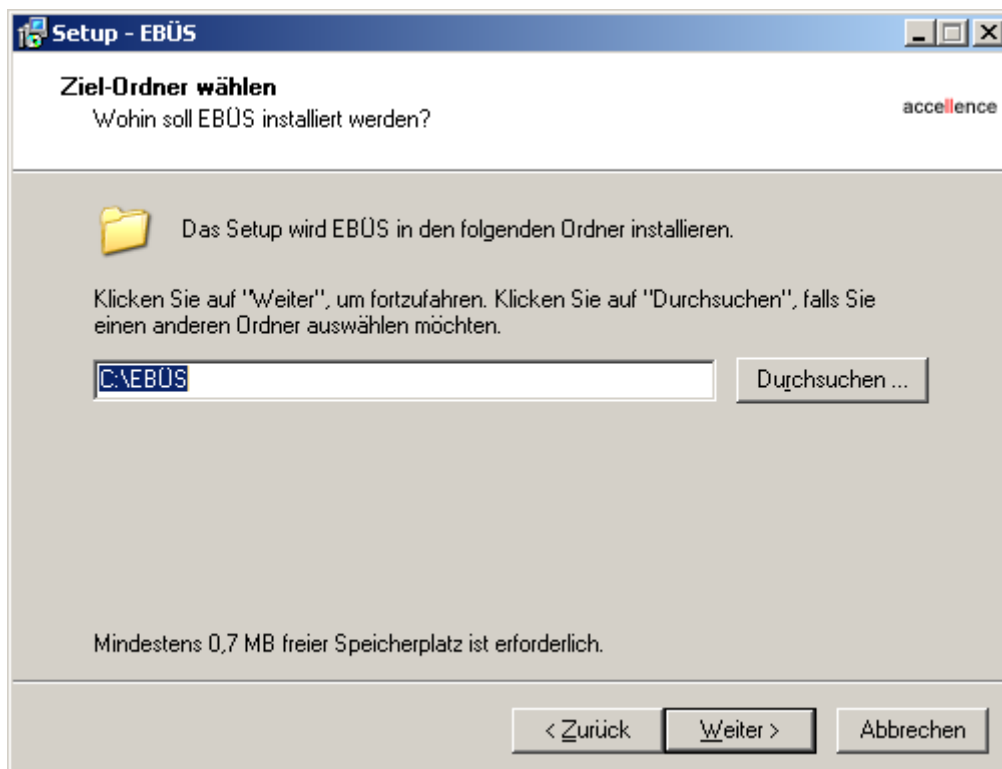 Setup - EBÜS
Ziel-Ordner wählen
Wohin soll EBÜS installiert werden?
accellence
Das Setup wird EBÜS in den folgenden Ordner installieren.
Klicken Sie auf "Weiter", um fortzufahren. Klicken Sie auf "Durchsuchen", falls Sie
einen anderen Ordner auswählen möchten.
C:\EBÜS
Durchsuchen ...
Mindestens 0,7 MB freier Speicherplatz ist erforderlich.
< Zurück
Weiter >
Abbrechen